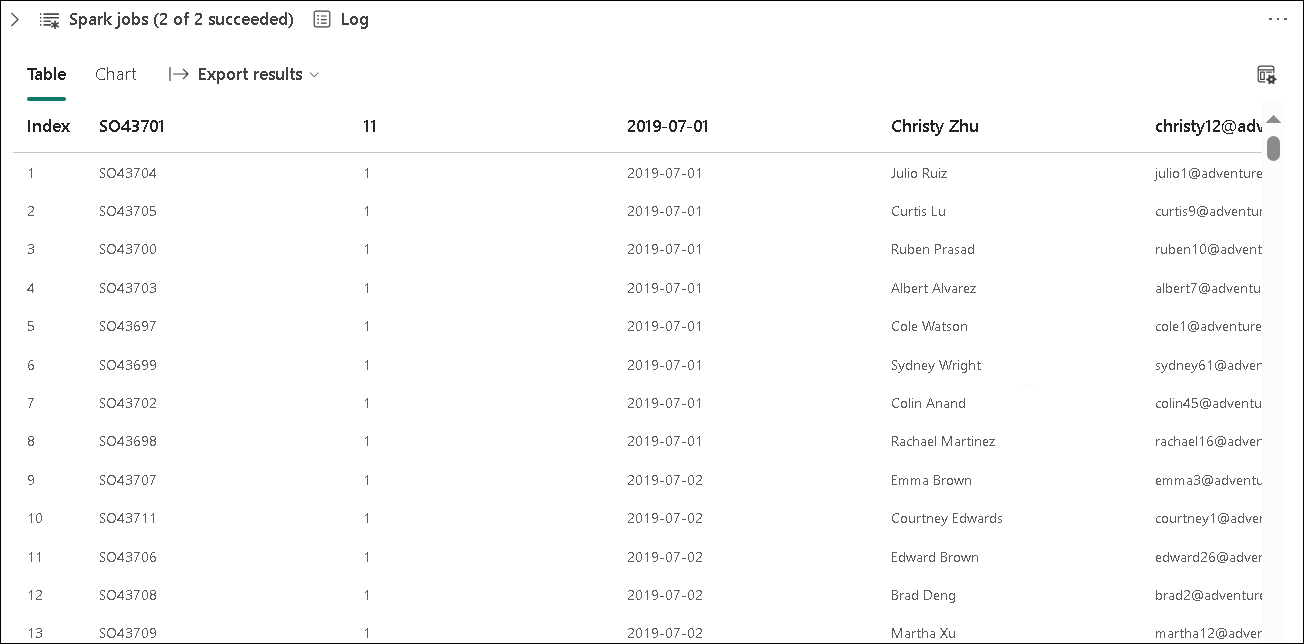 Spark jobs (2 of 2 succeeded) Log ...
Table Chart Export results
Index SO43701 11 2019-07-01 Christy Zhu christy12@adv
1 SO43704 1 2019-07-01 Julio Ruiz julio1@adventure
2 SO43705 1 2019-07-01 Curtis Lu curtis9@adventur
3 SO43700 1 2019-07-01 Ruben Prasad ruben10@advent
4 SO43703 1 2019-07-01 Albert Alvarez albert7@adventu
5 SO43697 1 2019-07-01 Cole Watson cole1@adventure
6 SO43699 1 2019-07-01 Sydney Wright sydney61@adver
7 SO43702 1 2019-07-01 Colin Anand colin45@adventu
8 SO43698 1 2019-07-01 Rachael Martinez rachael16@adver
9 SO43707 1 2019-07-02 Emma Brown emma3@adventu
10 SO43711 1 2019-07-02 Courtney Edwards courtney1@adver
11 SO43706 1 2019-07-02 Edward Brown edward26@adver
12 SO43708 1 2019-07-02 Brad Deng brad2@adventure
13 SO43709 1 2019-07-02 Martha Xu martha12@adver